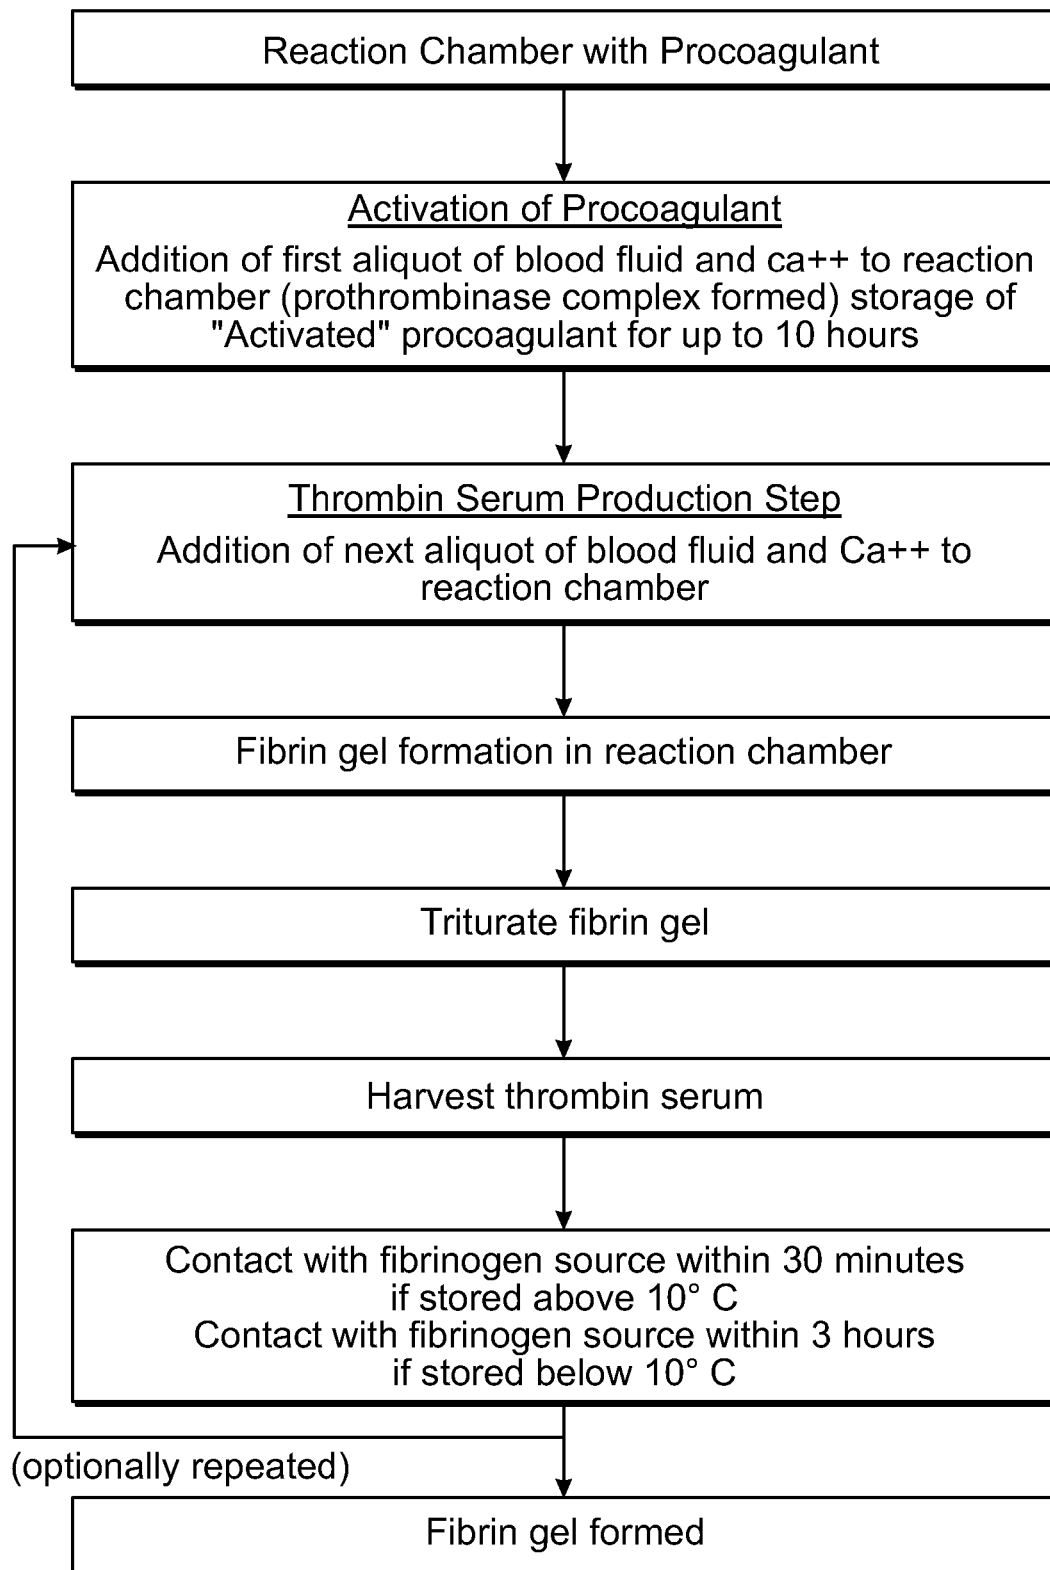 Reaction Chamber with Procoagulant
Activation of Procoagulant
Addition of first aliquot of blood fluid and ca++ to reaction
chamber (prothrombinase complex formed) storage of
"Activated" procoagulant for up to 10 hours
Thrombin Serum Production Step
Addition of next aliquot of blood fluid and Ca++ to
reaction chamber
Fibrin gel formation in reaction chamber
Triturate fibrin gel
Harvest thrombin serum
Contact with fibrinogen source within 30 minutes
if stored above 10° C
Contact with fibrinogen source within 3 hours
if stored below 10° C
(optionally repeated)
Fibrin gel formed